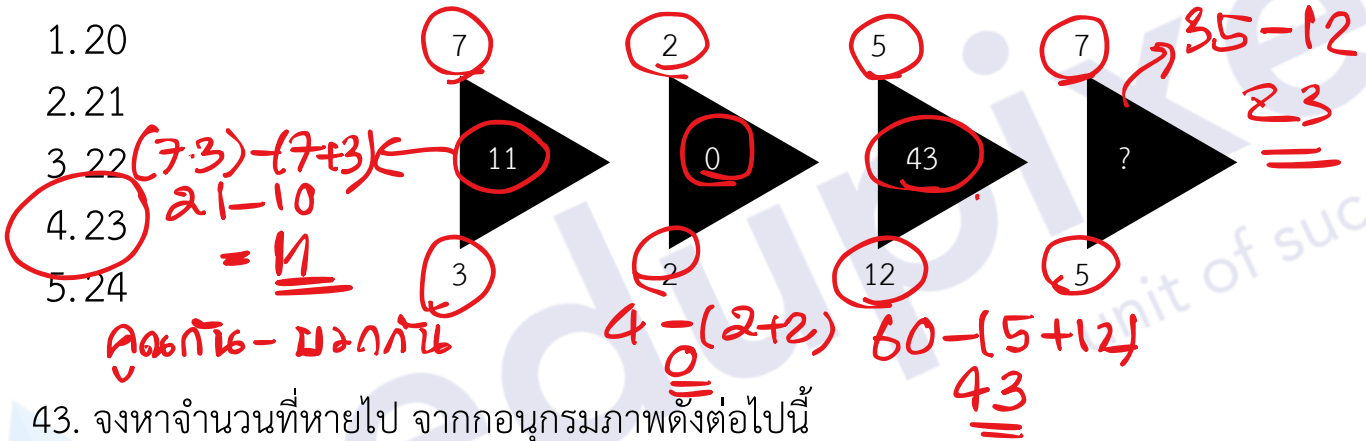 1. 20
2. 21
3. 22
4. 23
5. 24
7 2 5 7
11 0 43 ?
3 2 12 5
35-12
23
(7·3)-(7+3)
21-10
= 11
คูณกัน - บวกกัน
4-(2+2)
0
60-(5+12)
43
43. จงหาจำนวนที่หายไป จากกอนุกรมภาพดังต่อไปนี้
edupixe
unit of suc